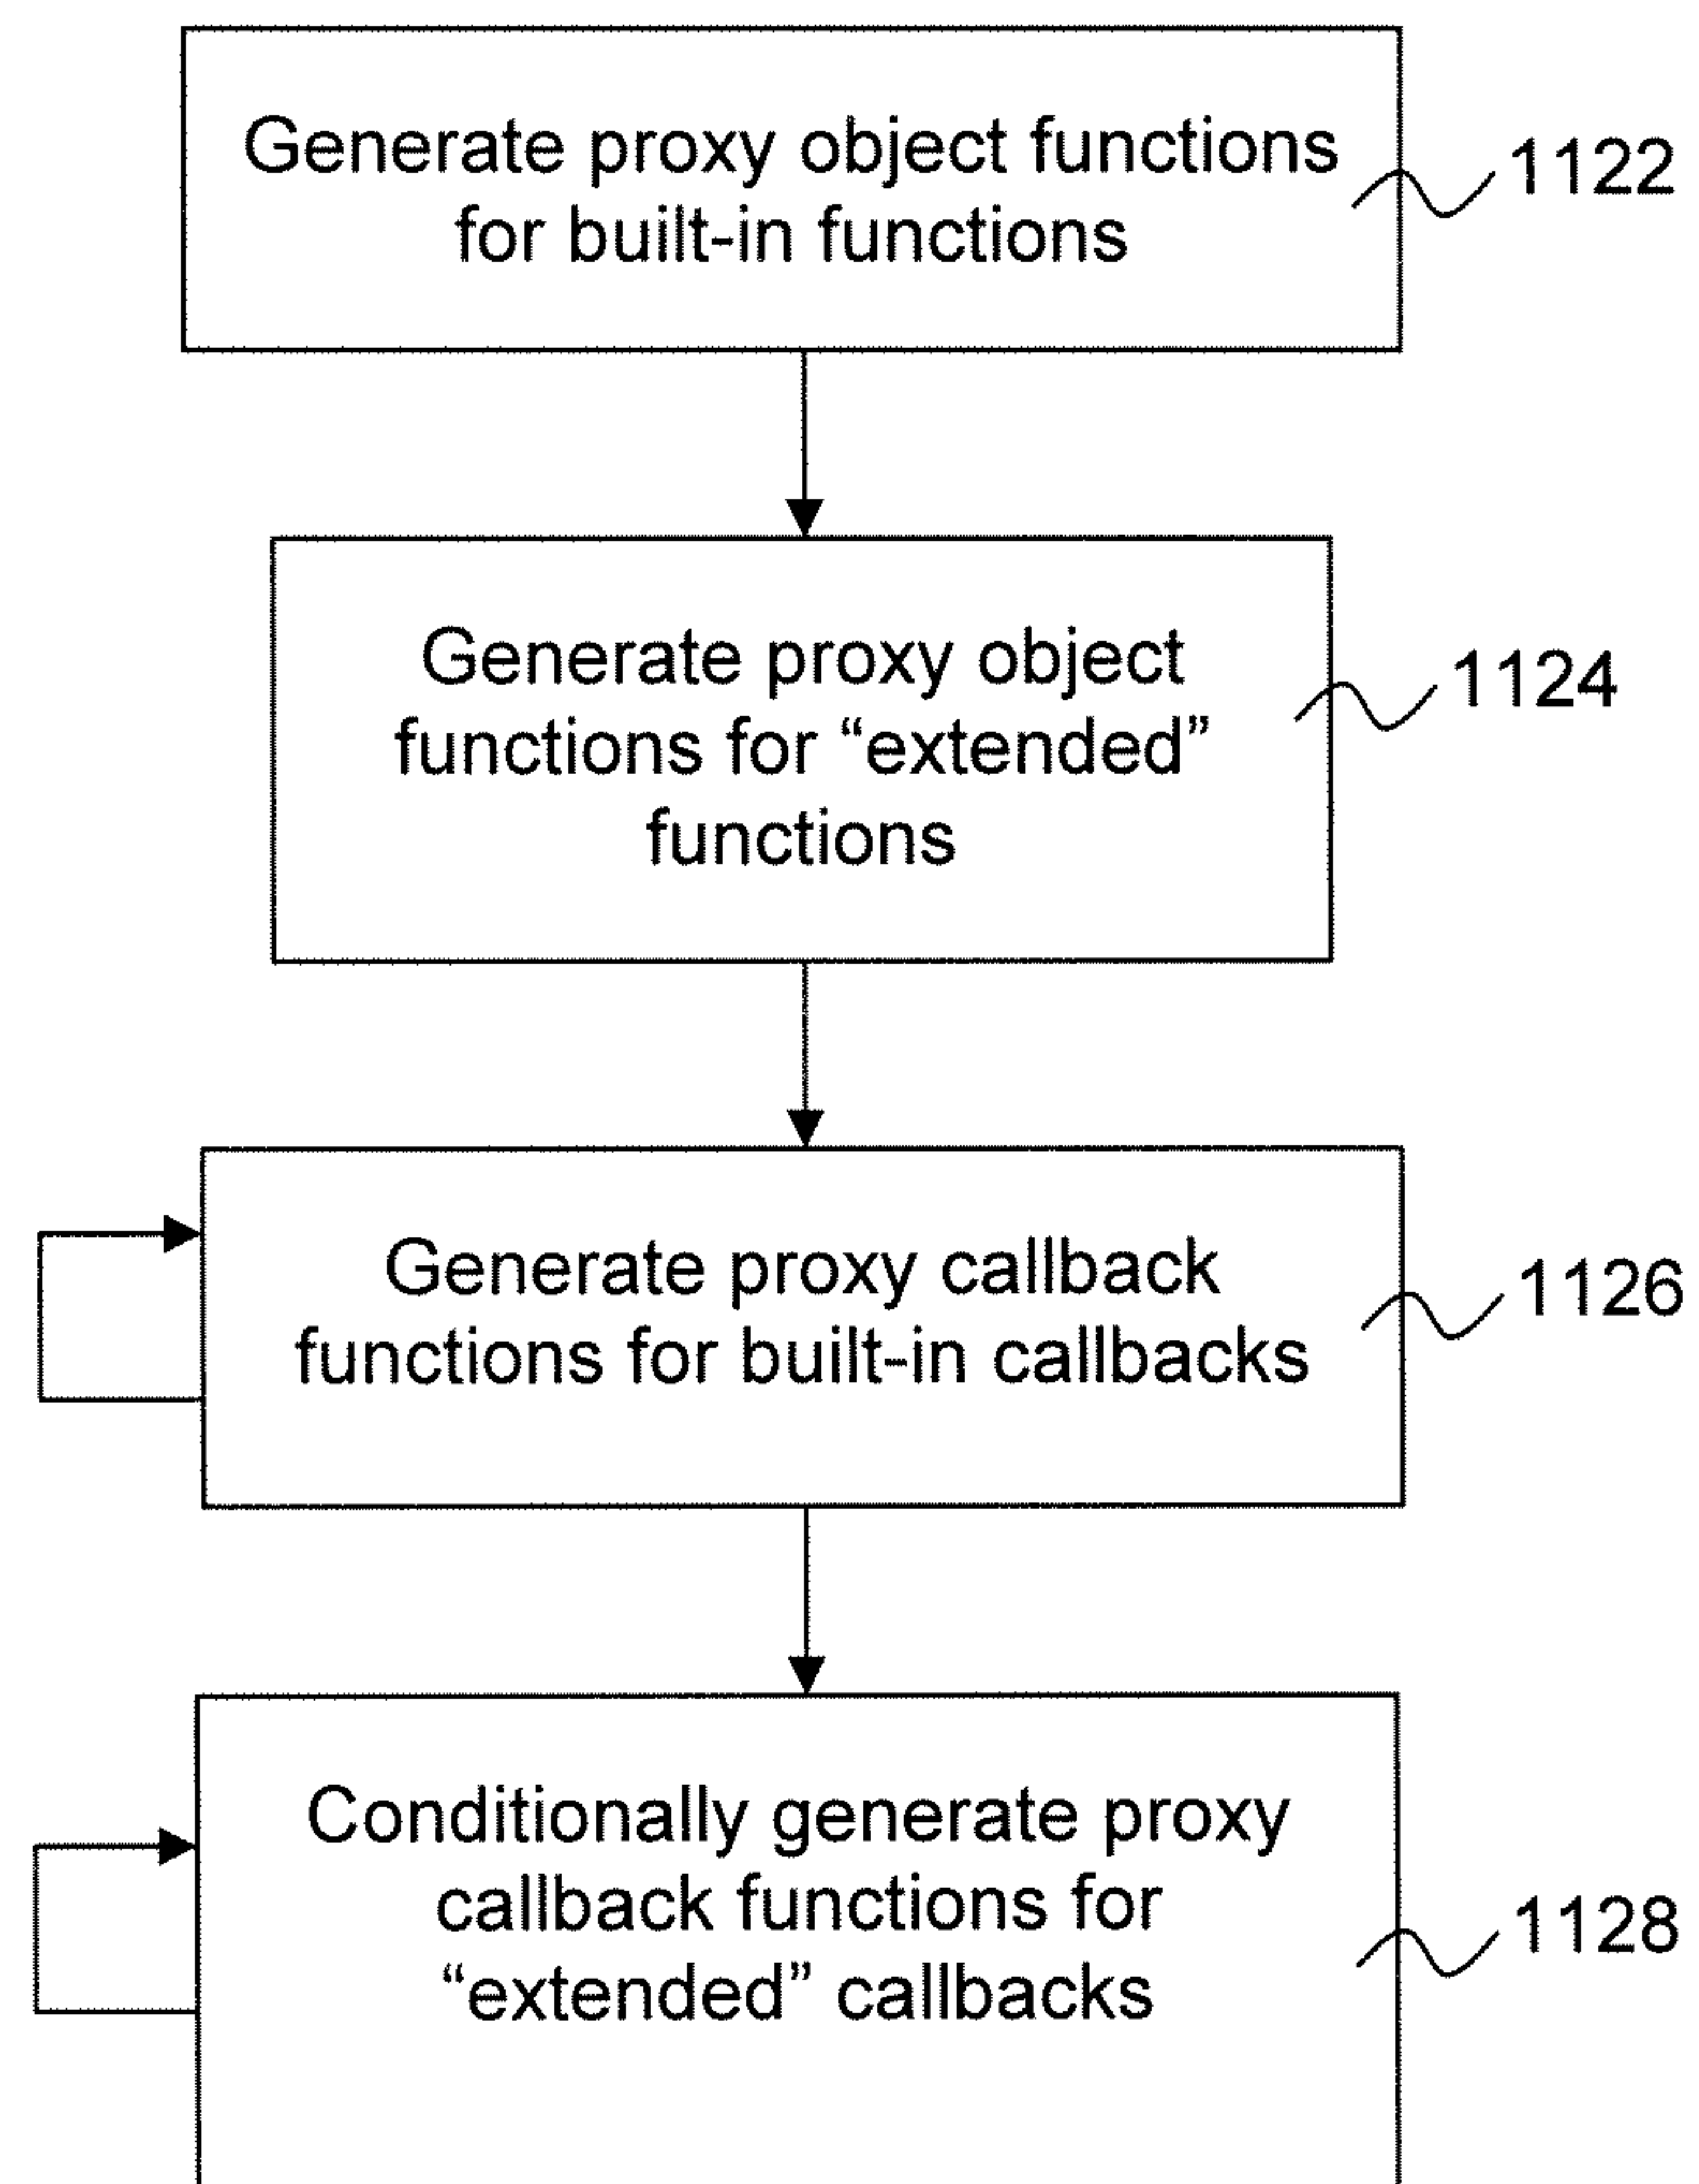 Generate proxy object functions
for built-in functions
1122
Generate proxy object
functions for “extended”
functions
1124
Generate proxy callback
functions for built-in callbacks
1126
Conditionally generate proxy
callback functions for
“extended” callbacks
1128